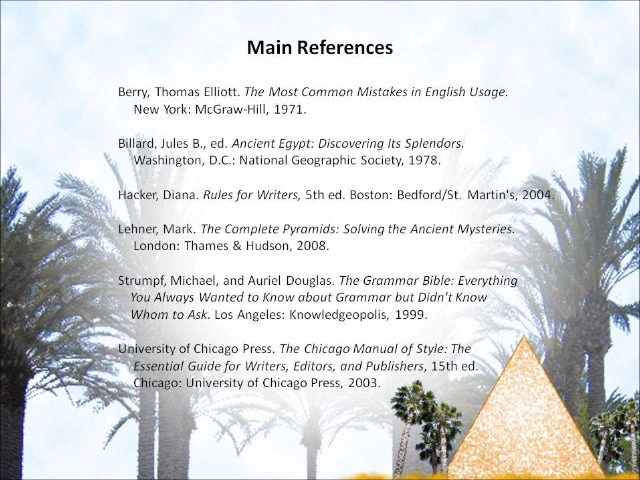 Main References
Berry, Thomas Elliott. The Most Common Mistakes in English Usage.
New York: McGraw-Hill, 1971.
Billard, Jules B., ed. Ancient Egypt: Discovering Its Splendors.
Washington, D.C.: National Geographic Society, 1978.
Hacker, Diana. Rules for Writers, 5th ed. Boston: Bedford/St. Martin's, 2004.
Lehner, Mark. The Complete Pyramids: Solving the Ancient Mysteries.
London: Thames & Hudson, 2008.
Strumpf, Michael, and Auriel Douglas. The Grammar Bible: Everything
You Always Wanted to Know about Grammar but Didn't Know
Whom to Ask. Los Angeles: Knowledgeopolis, 1999.
University of Chicago Press. The Chicago Manual of Style: The
Essential Guide for Writers, Editors, and Publishers, 15th ed.
Chicago: University of Chicago Press, 2003.